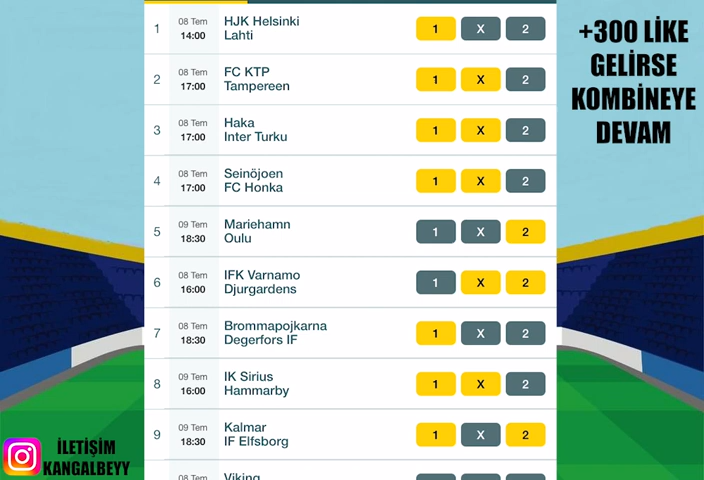 1
08 Tem
14:00
HJK Helsinki
Lahti
1 X 2
2
08 Tem
17:00
FC KTP
Tampereen
1 X 2
3
08 Tem
17:00
Haka
Inter Turku
1 X 2
4
08 Tem
17:00
Seinöjoen
FC Honka
1 X 2
5
09 Tem
18:30
Mariehamn
Oulu
1 X 2
6
08 Tem
16:00
IFK Varnamo
Djurgardens
1 X 2
7
08 Tem
18:30
Brommapojkarna
Degerfors IF
1 X 2
8
09 Tem
16:00
IK Sirius
Hammarby
1 X 2
9
09 Tem
18:30
Kalmar
IF Elfsborg
1 X 2
08 Tem
Viking
+300 LİKE
GELİRSE
KOMBİNEYE
DEVAM
İLETİŞİM
KANGALBEYY